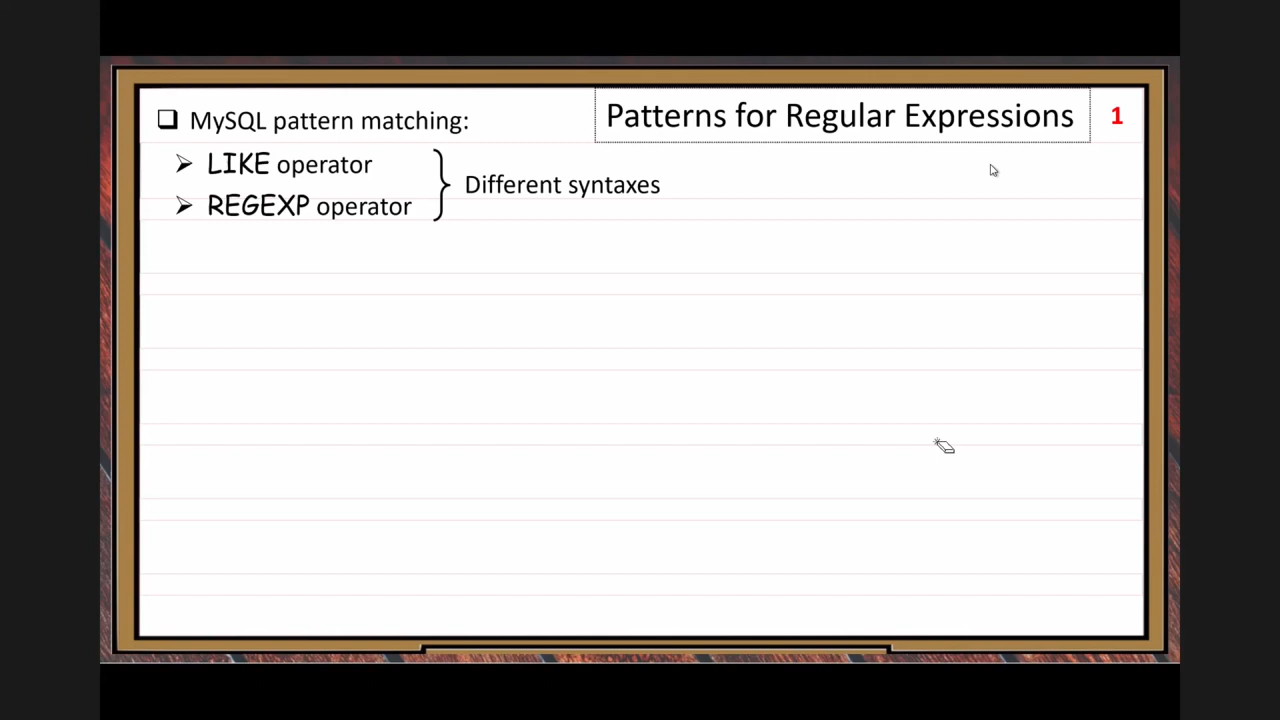 Patterns for Regular Expressions 1
MySQL pattern matching:
LIKE operator
REGEXP operator
Different syntaxes